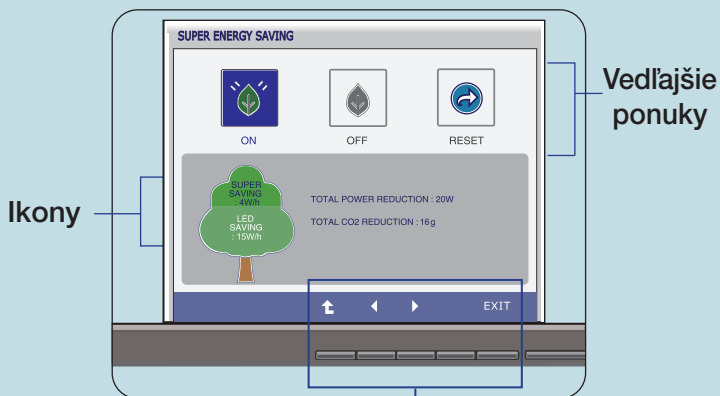 SUPER ENERGY SAVING
Vedľajšie
ponuky
ON
OFF
RESET
Ikony
SUPER
SAVING
: 4W/h
LED
SAVING
: 15W/h
TOTAL POWER REDUCTION : 20W
TOTAL CO2 REDUCTION : 16 g
EXIT